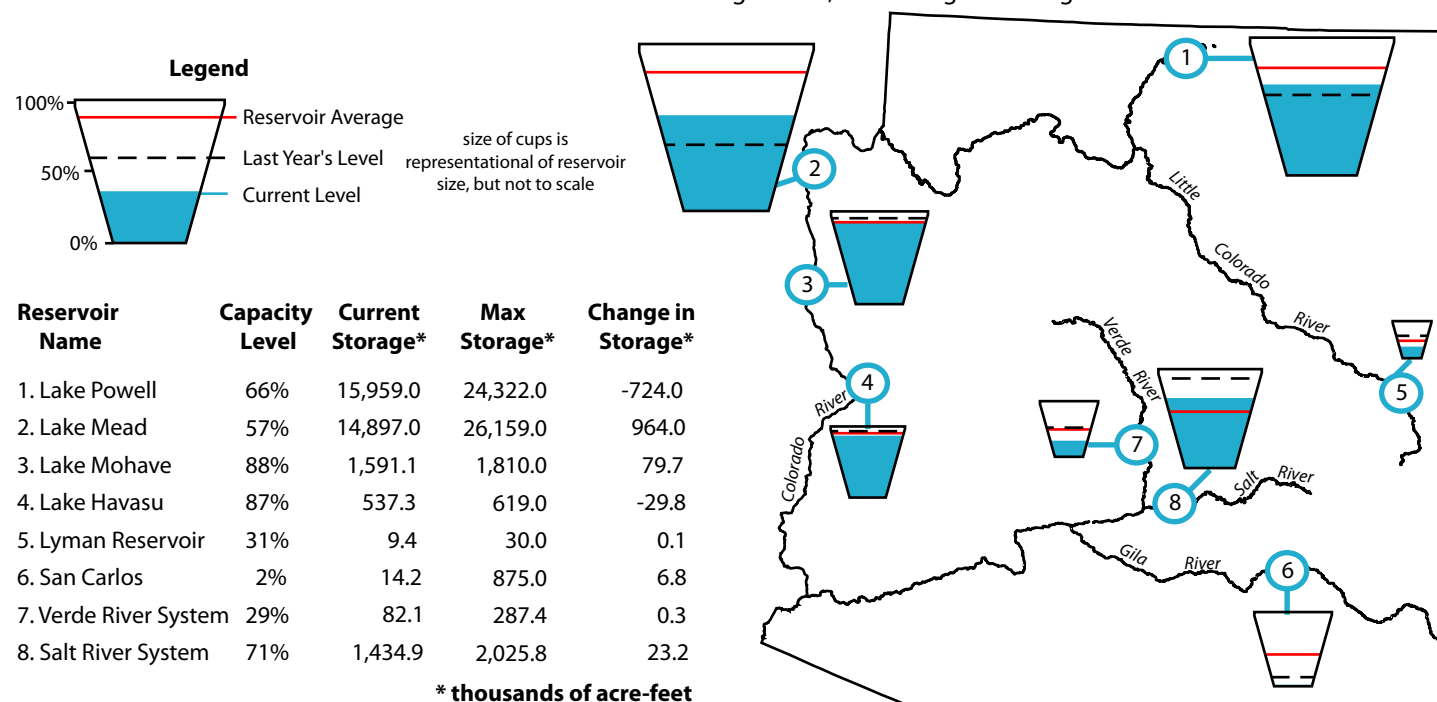 Legend
100%
50%
0%
Reservoir Average
Last Year's Level
Current Level
size of cups is
representational of reservoir
size, but not to scale
Reservoir Name Capacity Level Current Storage* Max Storage* Change in Storage*
1. Lake Powell 66% 15,959.0 24,322.0 -724.0
2. Lake Mead 57% 14,897.0 26,159.0 964.0
3. Lake Mohave 88% 1,591.1 1,810.0 79.7
4. Lake Havasu 87% 537.3 619.0 -29.8
5. Lyman Reservoir 31% 9.4 30.0 0.1
6. San Carlos 2% 14.2 875.0 6.8
7. Verde River System 29% 82.1 287.4 0.3
8. Salt River System 71% 1,434.9 2,025.8 23.2
* thousands of acre-feet
1
2
3
4
5
6
7
8
Little
Colorado
River
Verde
River
Colorado
River
Salt
River
Gila
River